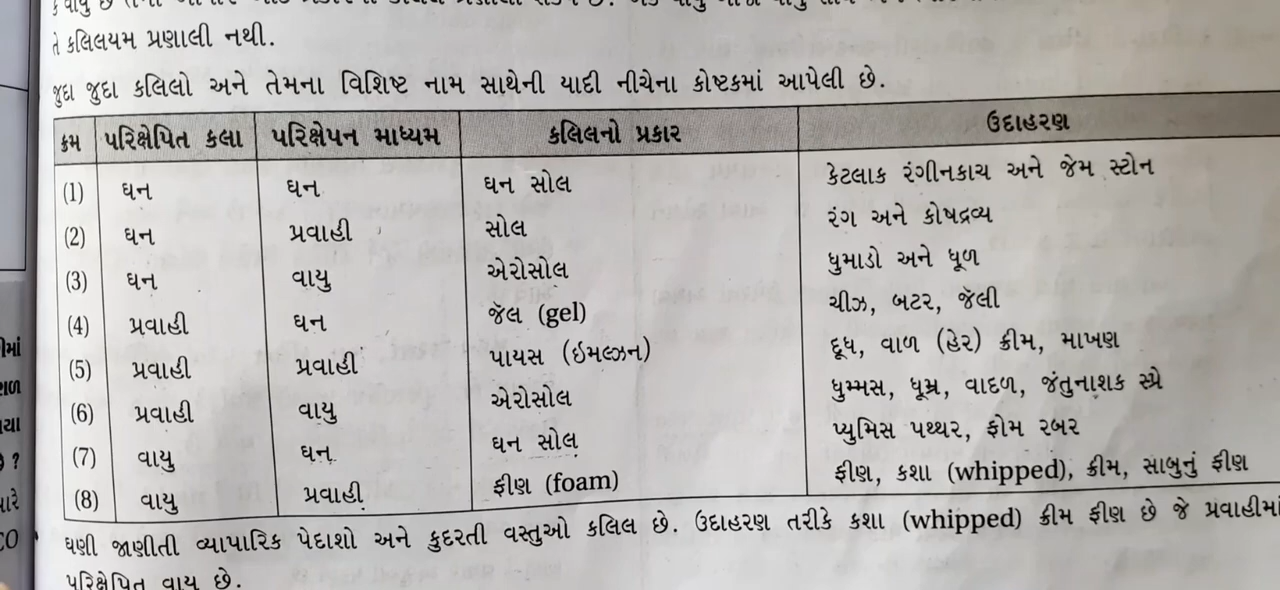 તે કલિલયમ પ્રણાલી નથી.
જુદા જુદા કલિલો અને તેમના વિશિષ્ટ નામ સાથેની યાદી નીચેના કોષ્ટકમાં આપેલી છે.
ક્રમ પરિક્ષેપિત કલા પરિક્ષેપન માધ્યમ કલિલનો પ્રકાર ઉદાહરણ
(1) ઘન ઘન ઘન સોલ કેટલાક રંગીનકાચ અને જેમ સ્ટોન
(2) ઘન પ્રવાહી સોલ રંગ અને કોષદ્રવ્ય
(3) ઘન વાયુ એરોસોલ ધુમાડો અને ધૂળ
(4) પ્રવાહી ઘન જૅલ (gel) ચીઝ, બટર, જેલી
(5) પ્રવાહી પ્રવાહી પાયસ (ઇમલ્ઝન) દૂધ, વાળ (હેર) ક્રીમ, માખણ
(6) પ્રવાહી વાયુ એરોસોલ ધુમ્મસ, ધૂમ્ર, વાદળ, જંતુનાશક સ્પ્રે
(7) વાયુ ઘન ઘન સોલ પ્યુમિસ પથ્થર, ફોમ રબર
(8) વાયુ પ્રવાહી ફીણ (foam) ફીણ, કશા (whipped), ક્રીમ, સાબુનું ફીણ
ઘણી જાણીતી વ્યાપારિક પેદાશો અને કુદરતી વસ્તુઓ કલિલ છે. ઉદાહરણ તરીકે કશા (whipped) ક્રીમ ફીણ છે જે પ્રવાહીમાં
પરિક્ષેપિત વાયુ છે.